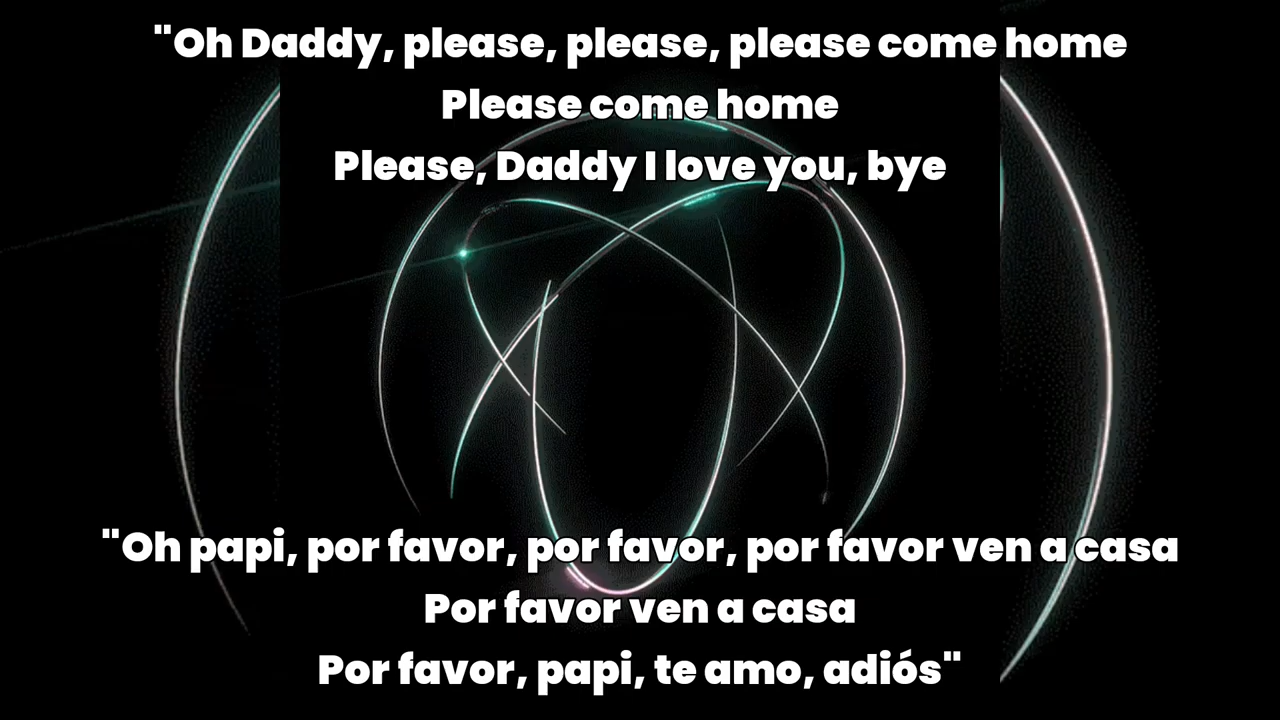 "Oh Daddy, please, please, please come home
Please come home
Please, Daddy I love you, bye
"Oh papi, por favor, por favor, por favor ven a casa
Por favor ven a casa
Por favor, papi, te amo, adiós"